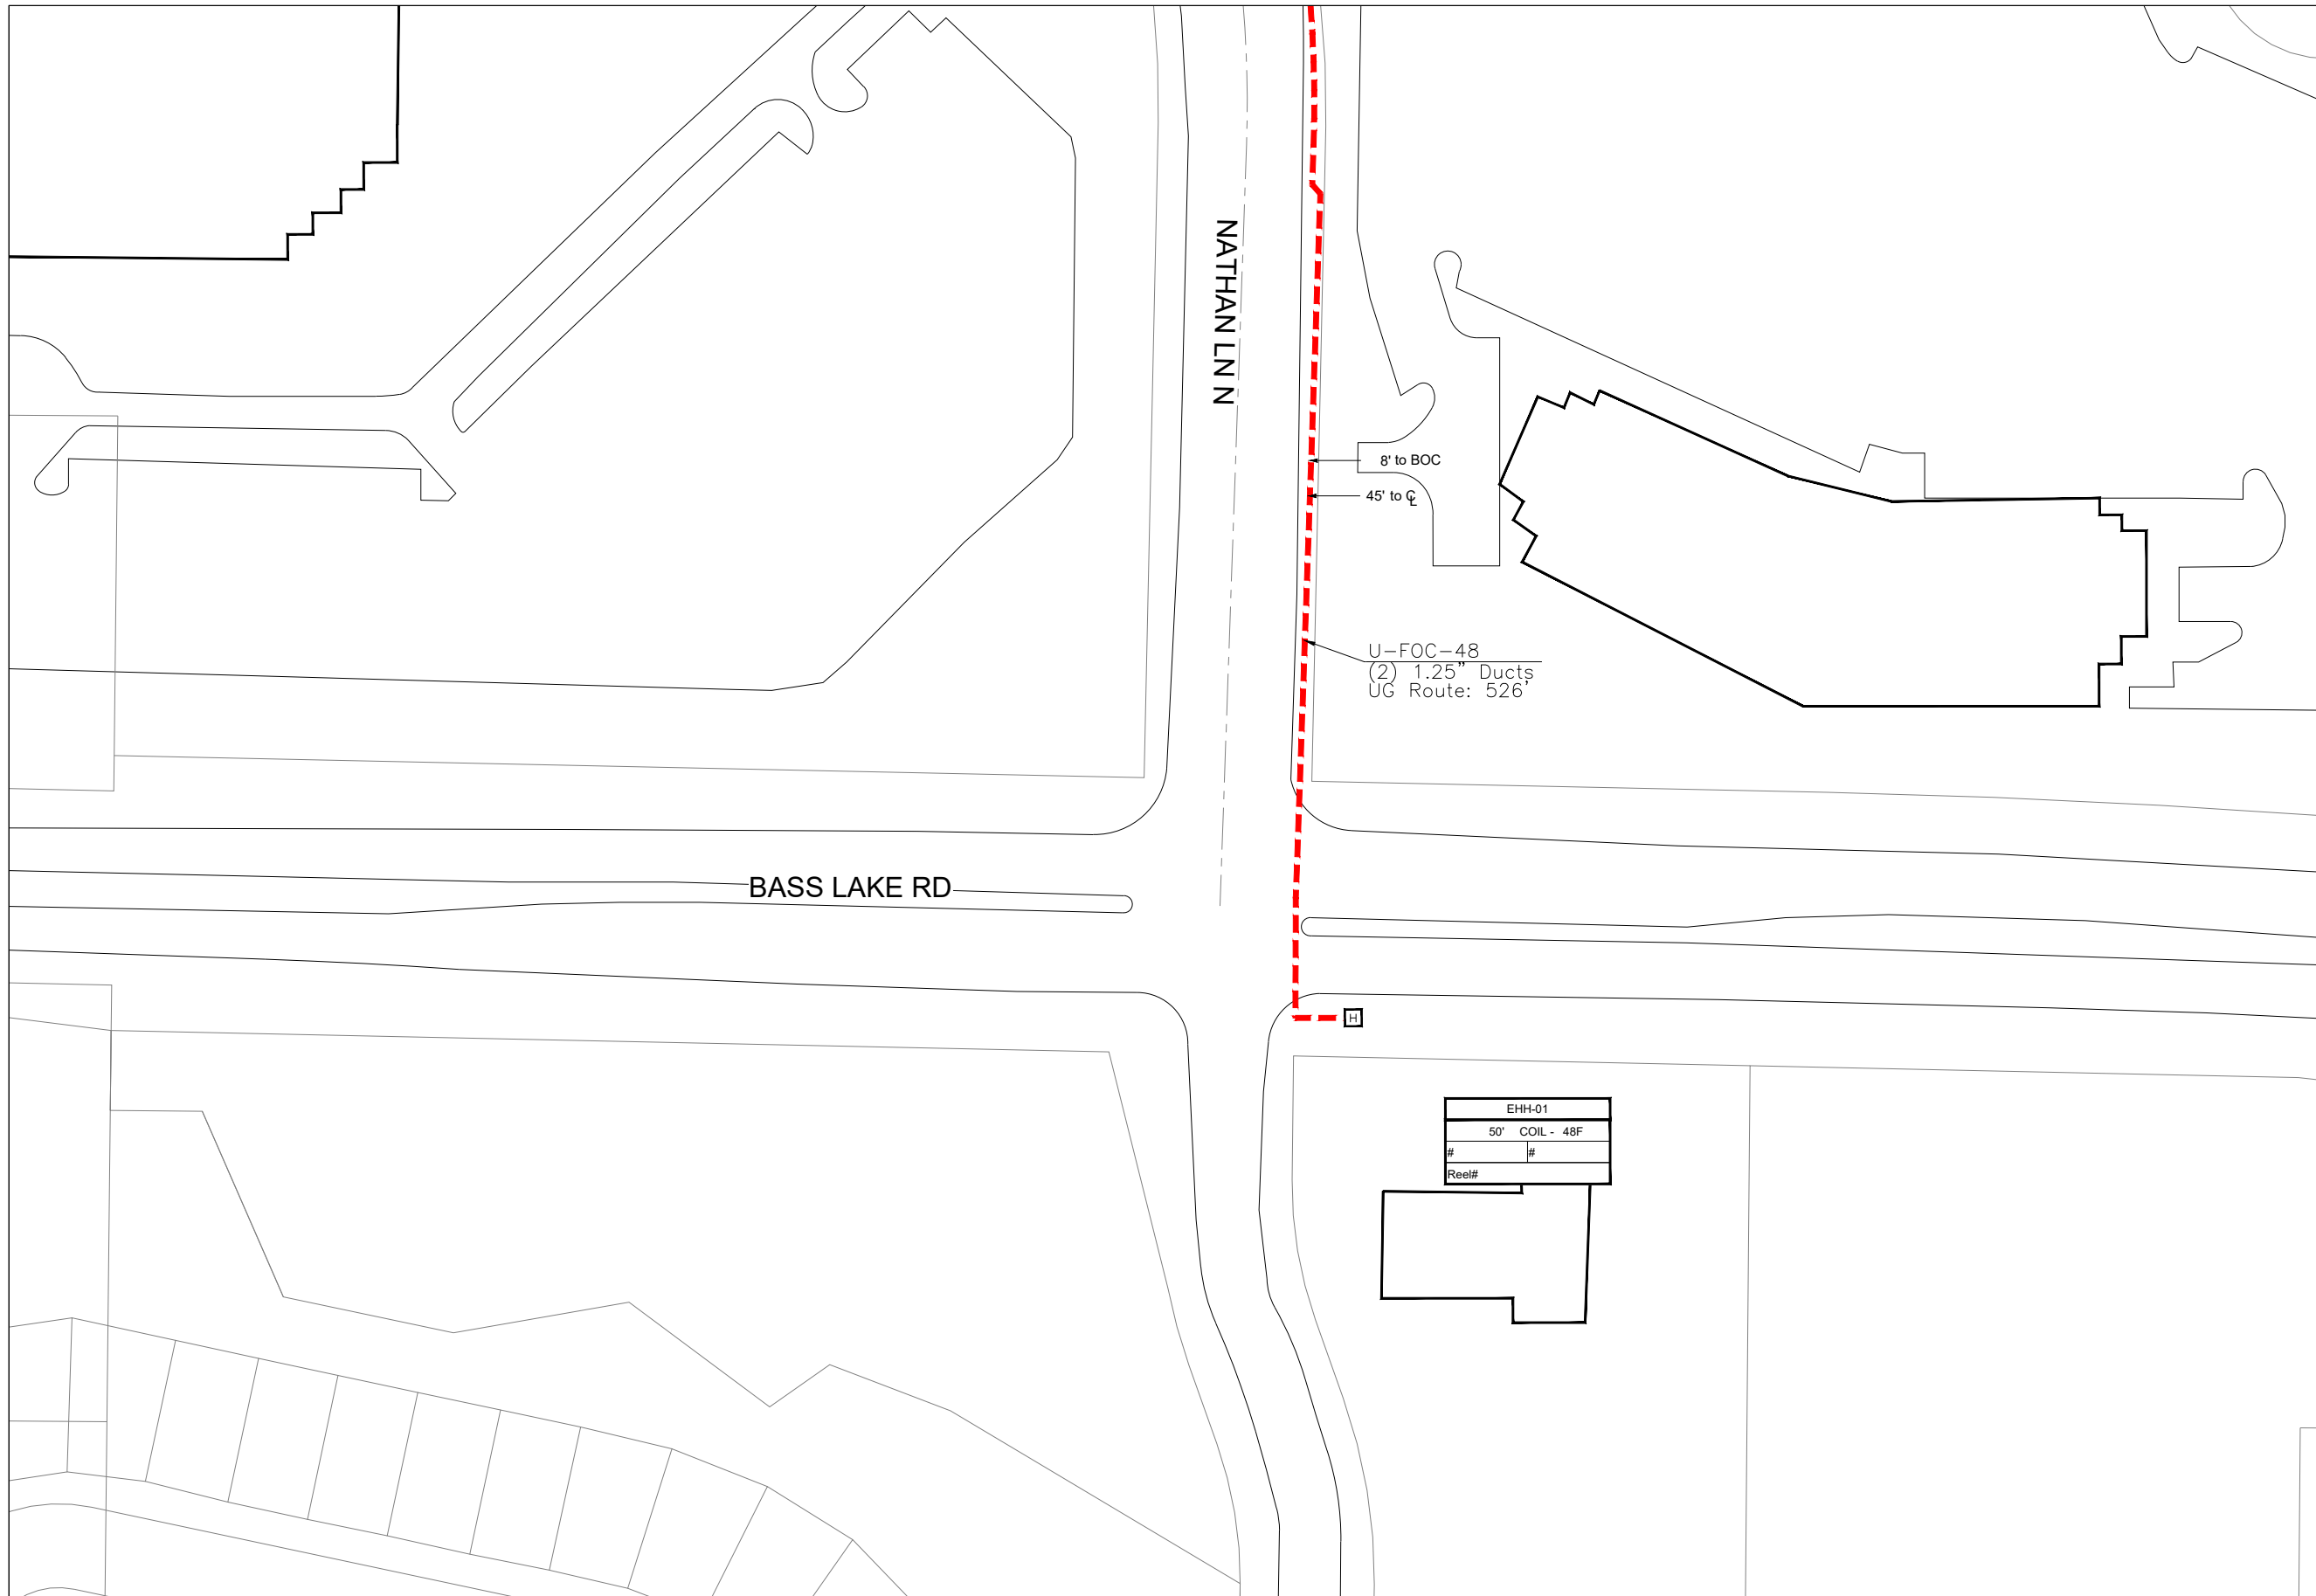 NATHAN LN N
8' to BOC
45' to ℄
U-FOC-48
(2) 1.25" Ducts
UG Route: 526'
BASS LAKE RD
H
EHH-01
50' COIL - 48F
# #
Reel#